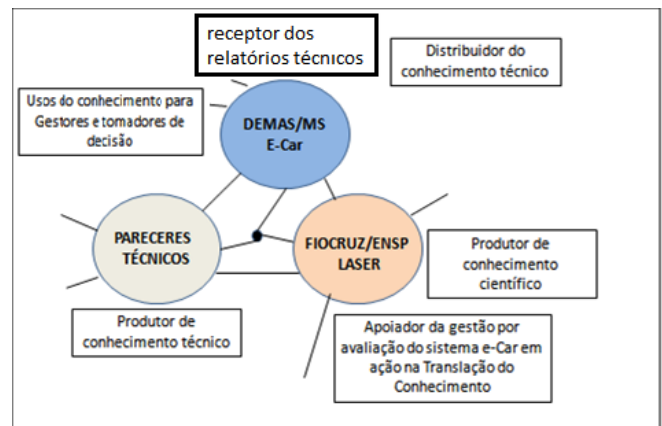 receptor dos
relatórios técnicos
Distribuidor do
conhecimento técnico
Usos do conhecimento para
Gestores e tomadores de
decisão
DEMAS/MS
E-Car
PARECERES
TÉCNICOS
FIOCRUZ/ENSP
LASER
Produtor de
conhecimento
científico
Produtor de
conhecimento técnico
Apoiador da gestão por
avaliação do sistema e-Car em
ação na Translação do
Conhecimento